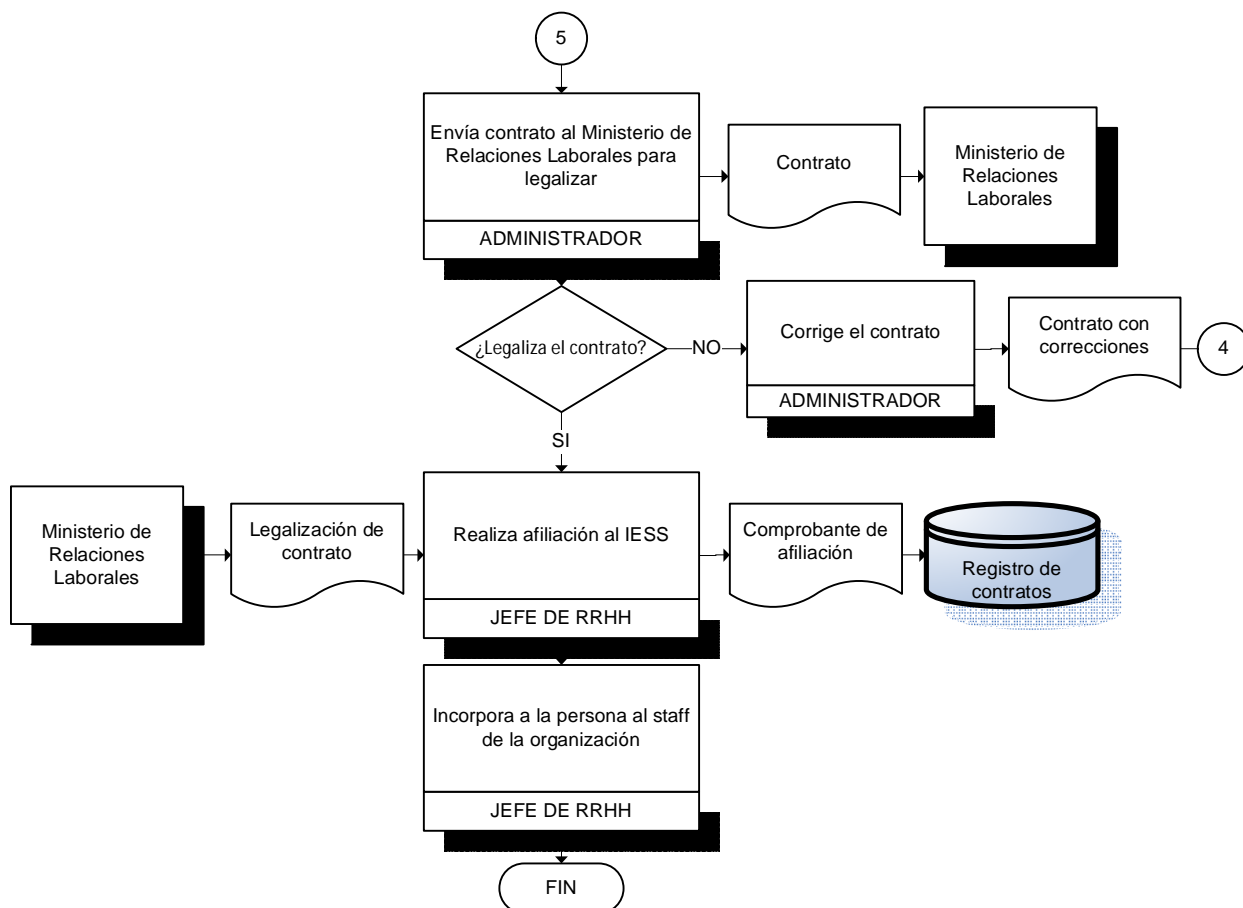 5
Envía contrato al Ministerio de
Relaciones Laborales para
legalizar
ADMINISTRADOR
Contrato
Ministerio de
Relaciones
Laborales
¿Legaliza el contrato?
NO
Corrige el contrato
ADMINISTRADOR
Contrato con
correcciones
4
SI
Ministerio de
Relaciones
Laborales
Legalización de
contrato
Realiza afiliación al IESS
JEFE DE RRHH
Comprobante de
afiliación
Registro de
contratos
Incorpora a la persona al staff
de la organización
JEFE DE RRHH
FIN